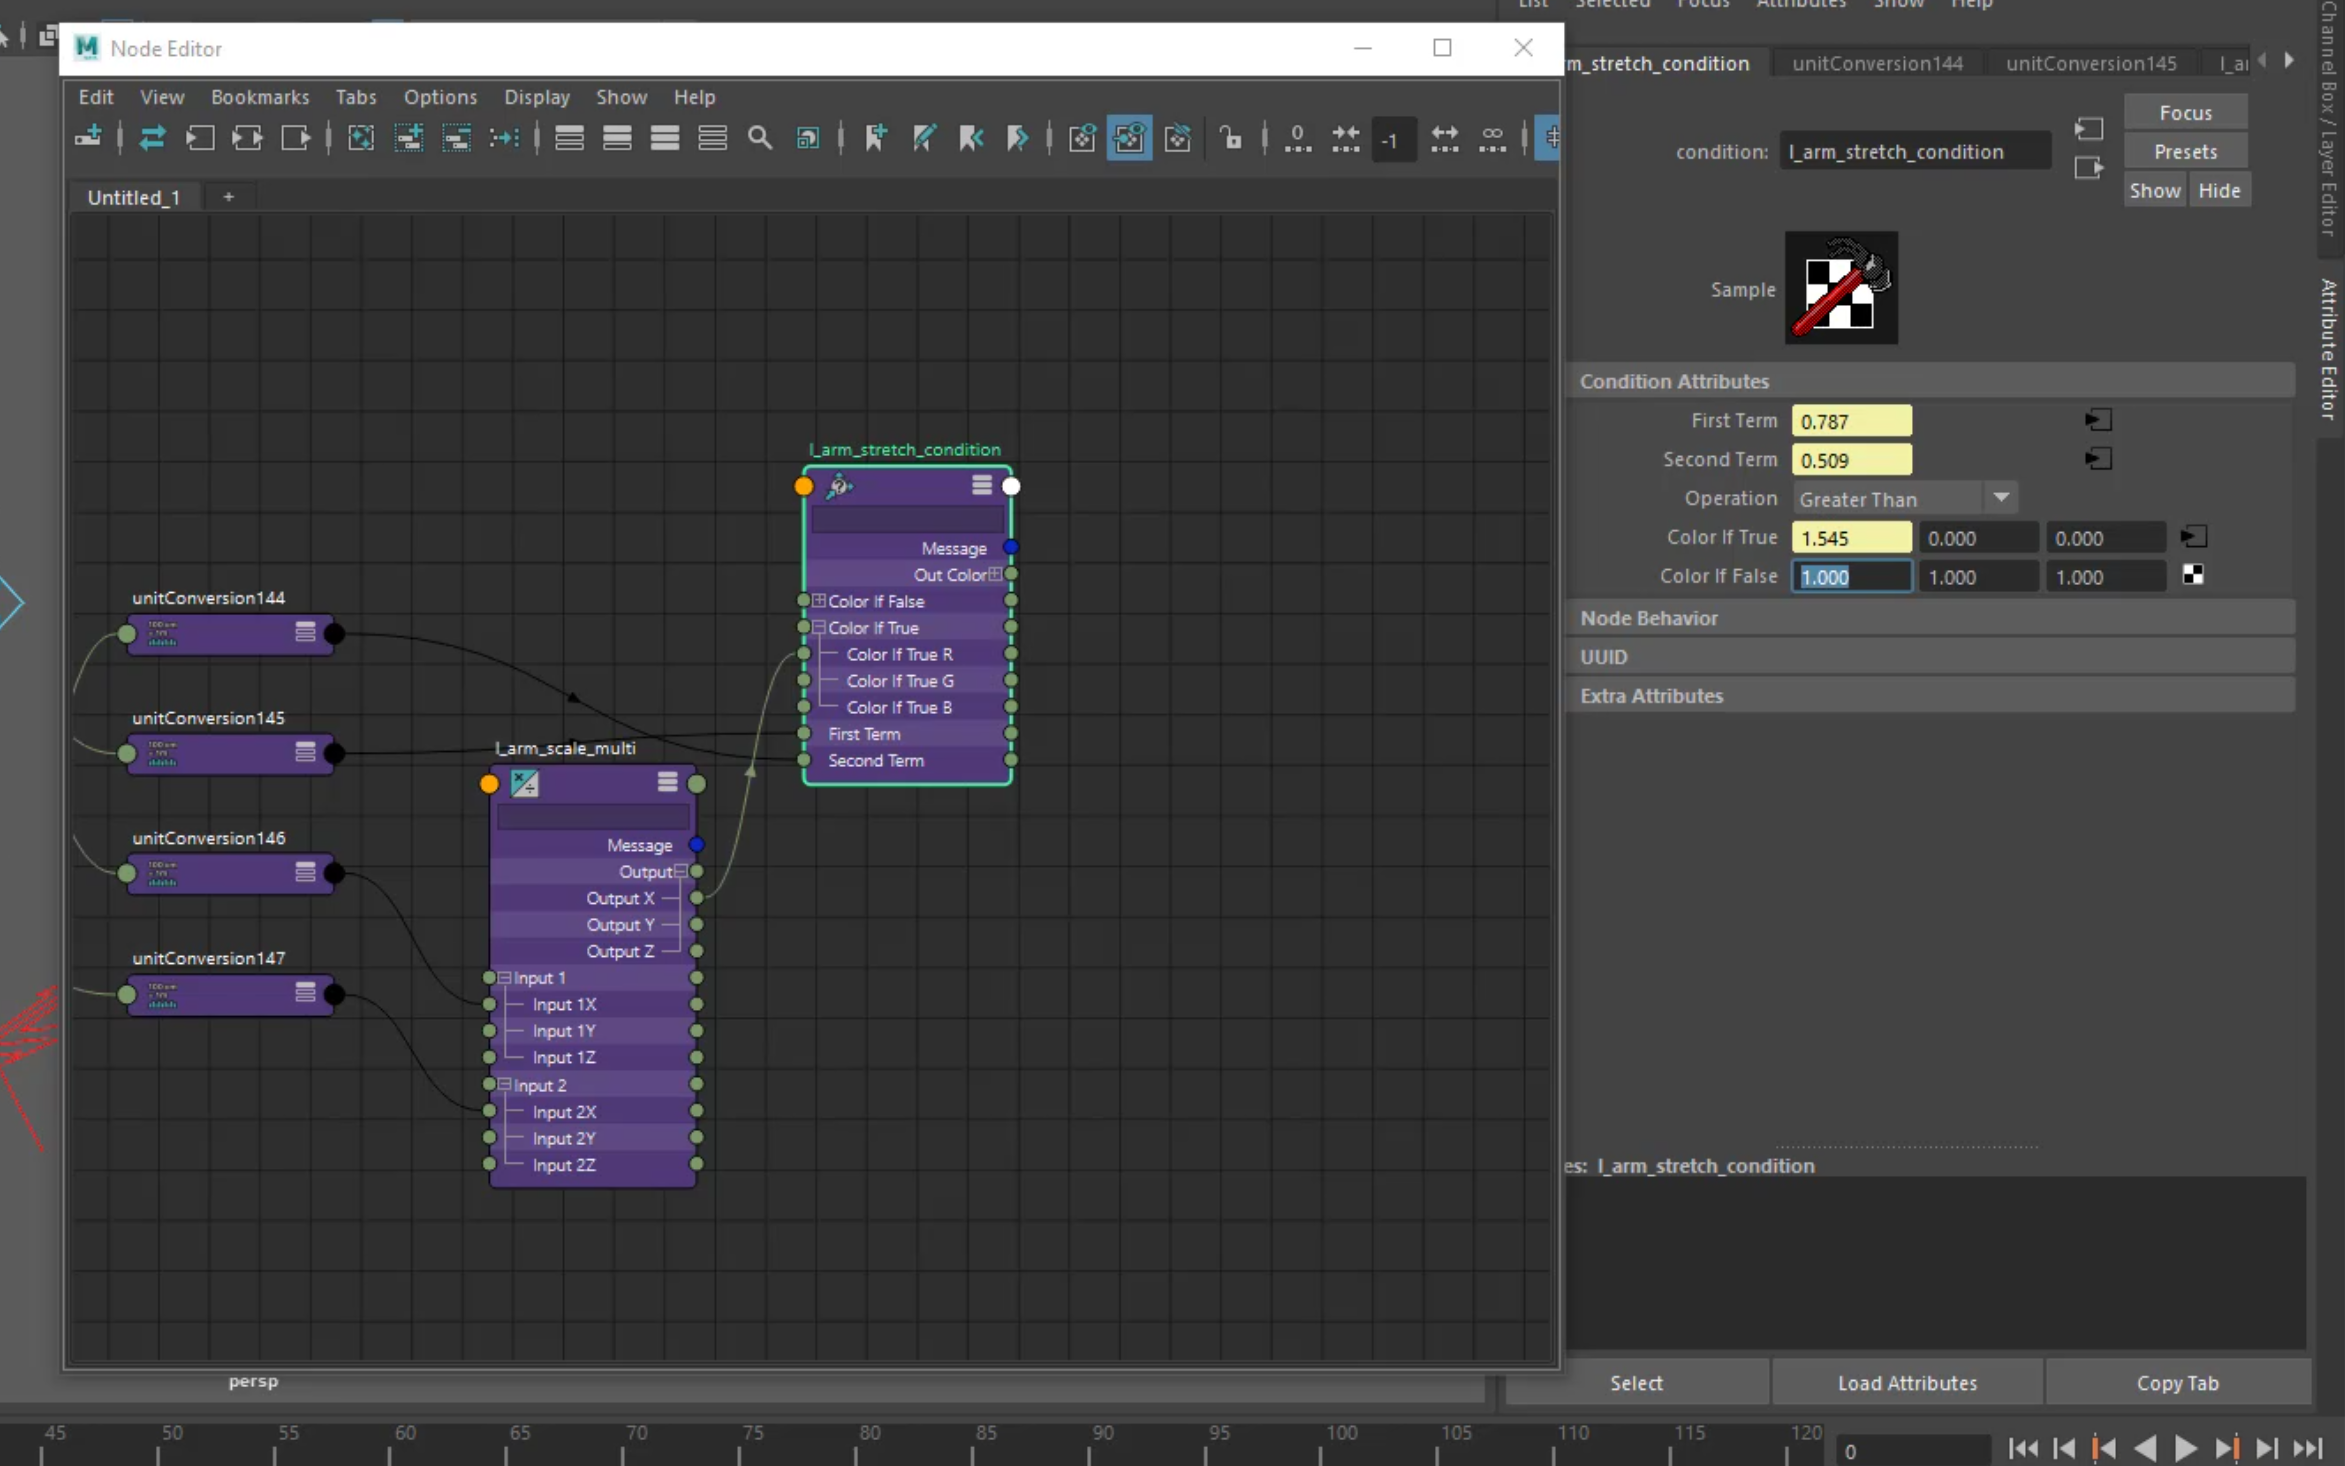 List Selected Focus Attributes Show Help
Node Editor
Edit View Bookmarks Tabs Options Display Show Help
0
-1
∞
Untitled_1 +
unitConversion144
unitConversion145
unitConversion146
unitConversion147
l_arm_scale_multi
Message
Output
Output X
Output Y
Output Z
Input 1
Input 1X
Input 1Y
Input 1Z
Input 2
Input 2X
Input 2Y
Input 2Z
l_arm_stretch_condition
Message
Out Color
Color If False
Color If True
Color If True R
Color If True G
Color If True B
First Term
Second Term
persp
m_stretch_condition unitConversion144 unitConversion145 l_ar
condition: l_arm_stretch_condition
Focus
Presets
Show Hide
Sample
Condition Attributes
First Term 0.787
Second Term 0.509
Operation Greater Than
Color If True 1.545 0.000 0.000
Color If False 1.000 1.000 1.000
Node Behavior
UUID
Extra Attributes
es: l_arm_stretch_condition
Select Load Attributes Copy Tab
Channel Box / Layer Editor
Attribute Editor
45 50 55 60 65 70 75 80 85 90 95 100 105 110 115 120
0